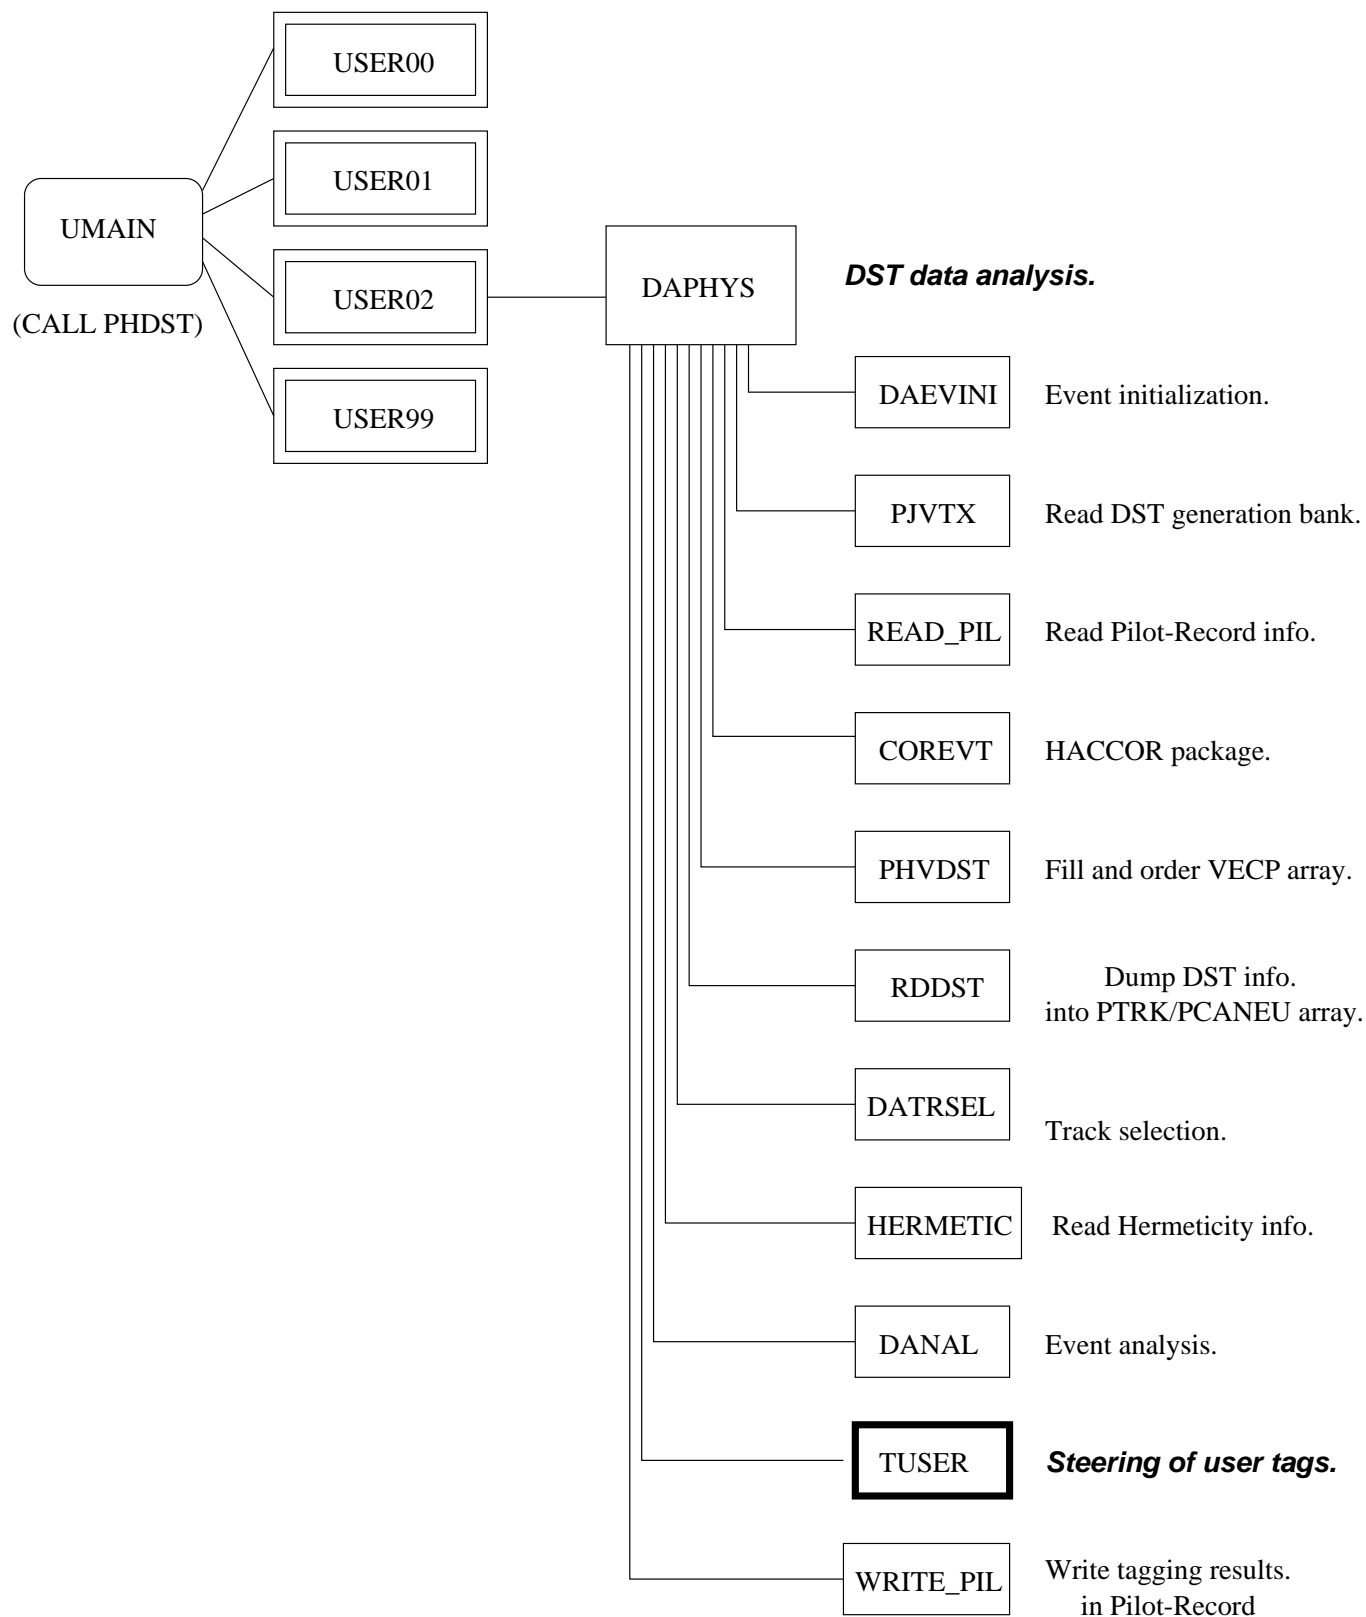 USER00
USER01
UMAIN
(CALL PHDST)
USER02
DAPHYS
DST data analysis.
USER99
DAEVINI
Event initialization.
PJVTX
Read DST generation bank.
READ_PIL
Read Pilot-Record info.
COREVT
HACCOR package.
PHVDST
Fill and order VECP array.
RDDST
Dump DST info.
into PTRK/PCANEU array.
DATRSEL
Track selection.
HERMETIC
Read Hermeticity info.
DANAL
Event analysis.
TUSER
Steering of user tags.
WRITE_PIL
Write tagging results.
in Pilot-Record